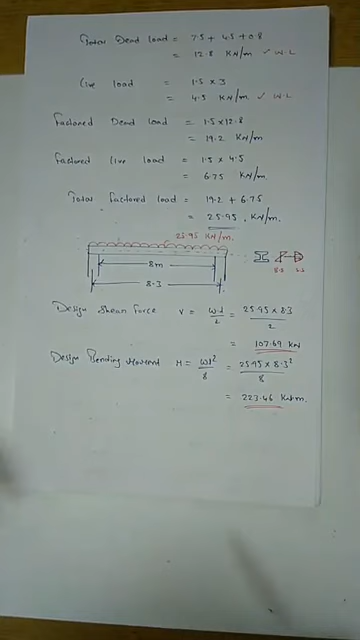 Total Dead load = 7.5 + 4.5 + 0.8
= 12.8 KN/m ✓ W.L
Live load = 1.5 × 3
= 4.5 KN/m ✓ W.L
Factored Dead load = 1.5 × 12.8
= 19.2 KN/m
Factored live load = 1.5 × 4.5
= 6.75 KN/m
Total factored load = 19.2 + 6.75
= 25.95 . KN/m.
25.95 KN/m.
8m
8.3
Design Shear force V = wl/2 = 25.95 × 8.3/2
= 107.69 KN
Design Bending Moment M = wl²/8 = 25.95 × 8.3²/8
= 223.46 KNm.